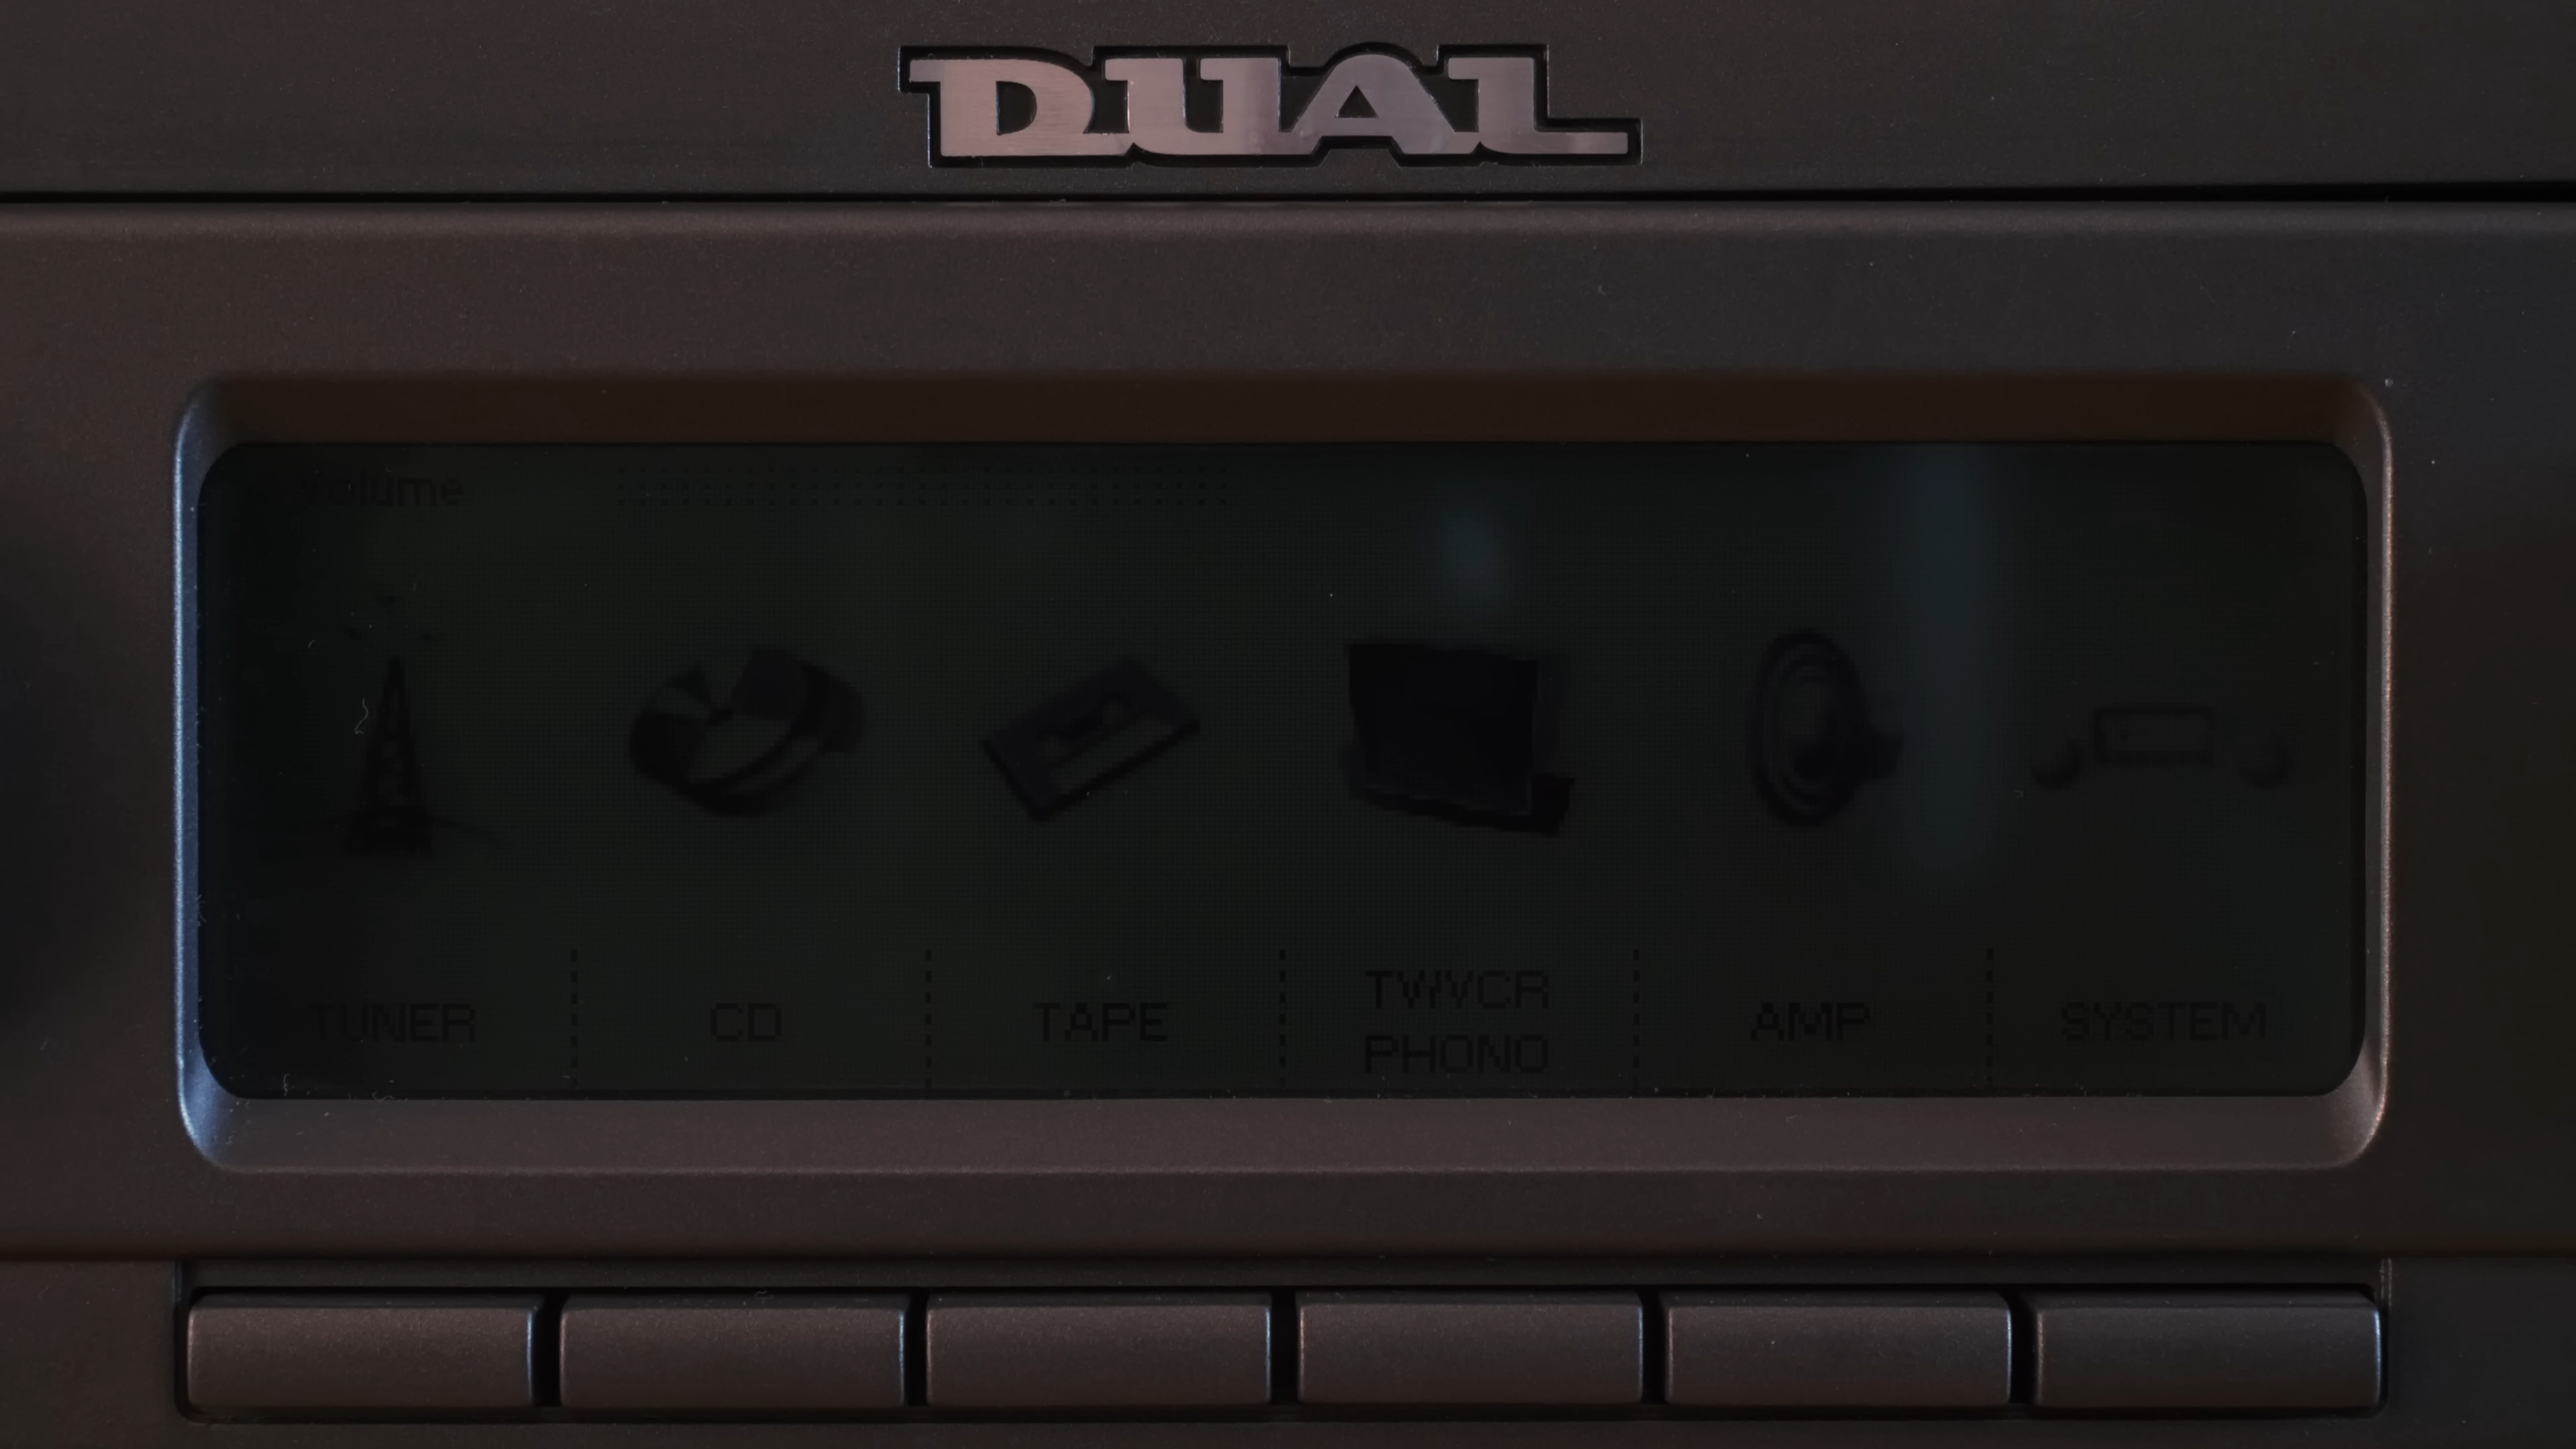 DUAL
Volume
TUNER
CD
TAPE
TV/VCR
PHONO
AMP
SYSTEM